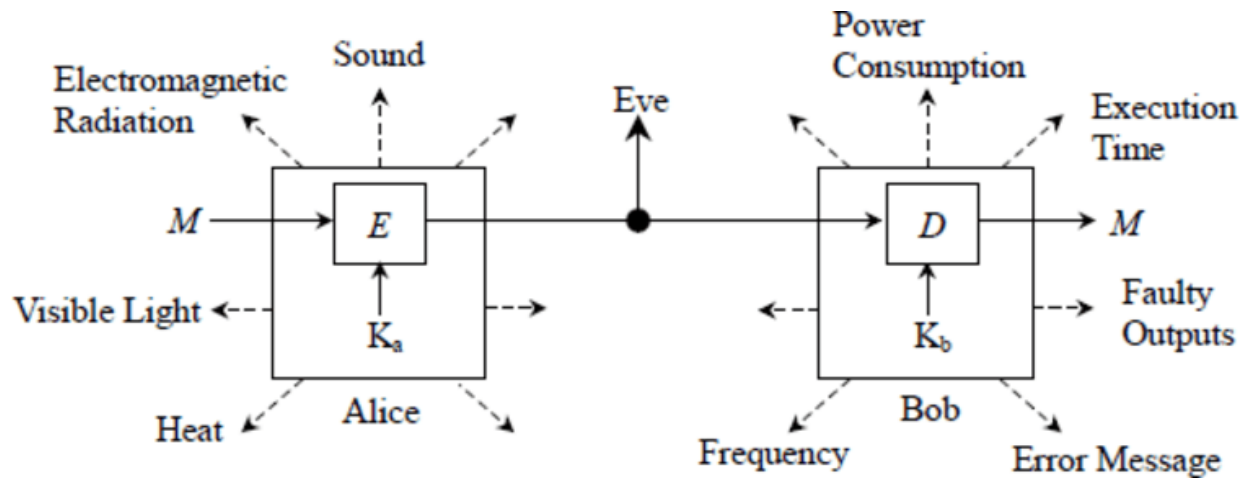 Sound
Electromagnetic
Radiation
Eve
Power
Consumption
Execution
Time
M
E
D
M
Visible Light
Kₐ
K_b
Faulty
Outputs
Heat
Alice
Bob
Frequency
Error Message